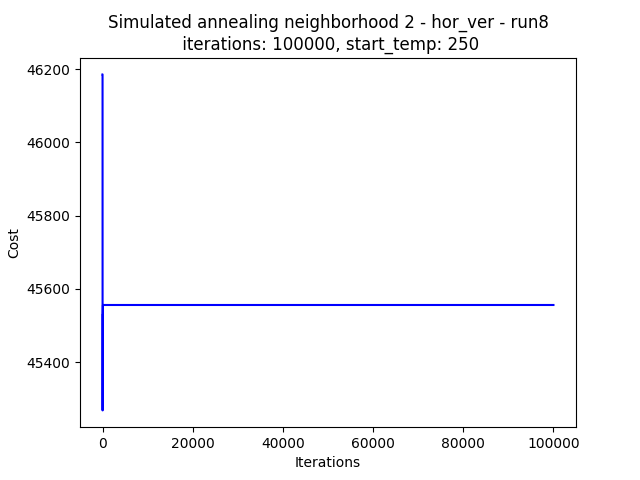 Simulated annealing neighborhood 2 - hor_ver - run8
iterations: 100000, start_temp: 250
46200
46000
45800
45600
45400
Cost
0 20000 40000 60000 80000 100000
Iterations